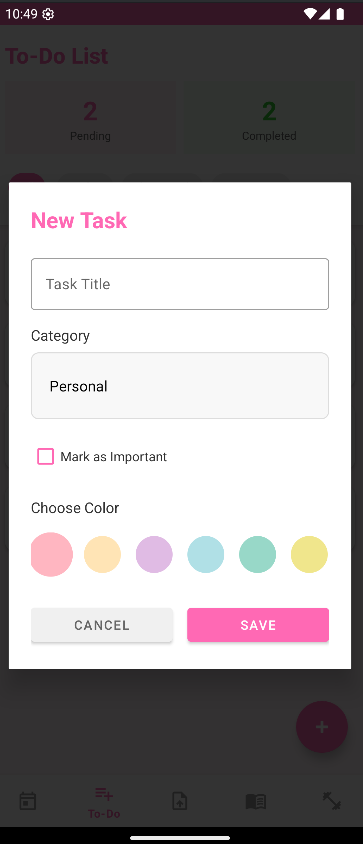 10:49
To-Do List
2
2
Pending
Completed
New Task
Task Title
Category
Personal
Mark as Important
Choose Color
CANCEL
SAVE
+
To-Do